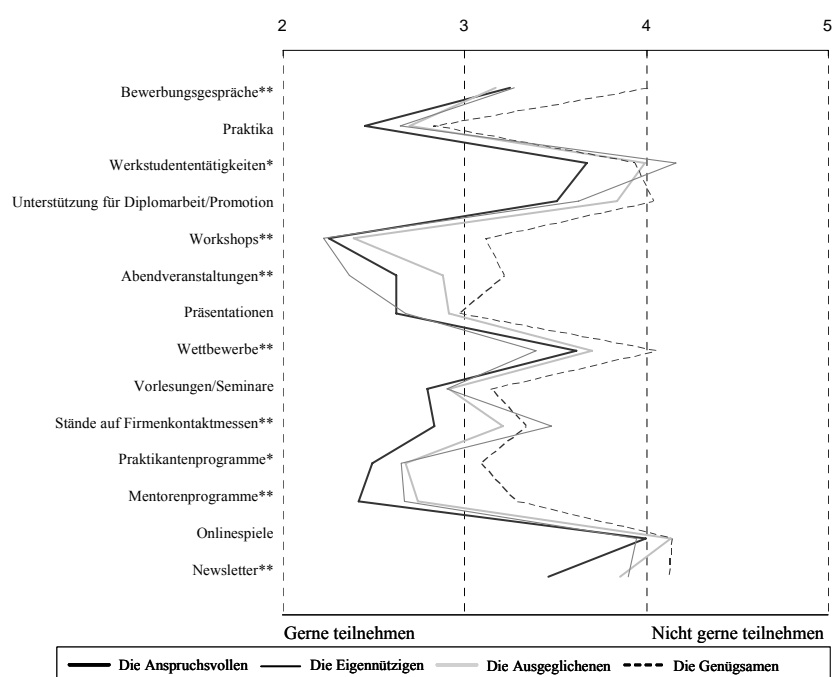 2 3 4 5
Bewerbungsgespräche**
Praktika
Werkstudententätigkeiten*
Unterstützung für Diplomarbeit/Promotion
Workshops**
Abendveranstaltungen**
Präsentationen
Wettbewerbe**
Vorlesungen/Seminare
Stände auf Firmenkontaktmessen**
Praktikantenprogramme*
Mentorenprogramme**
Onlinespiele
Newsletter**
Gerne teilnehmen Nicht gerne teilnehmen
Die Anspruchsvollen Die Eigennützigen Die Ausgeglichenen Die Genügsamen